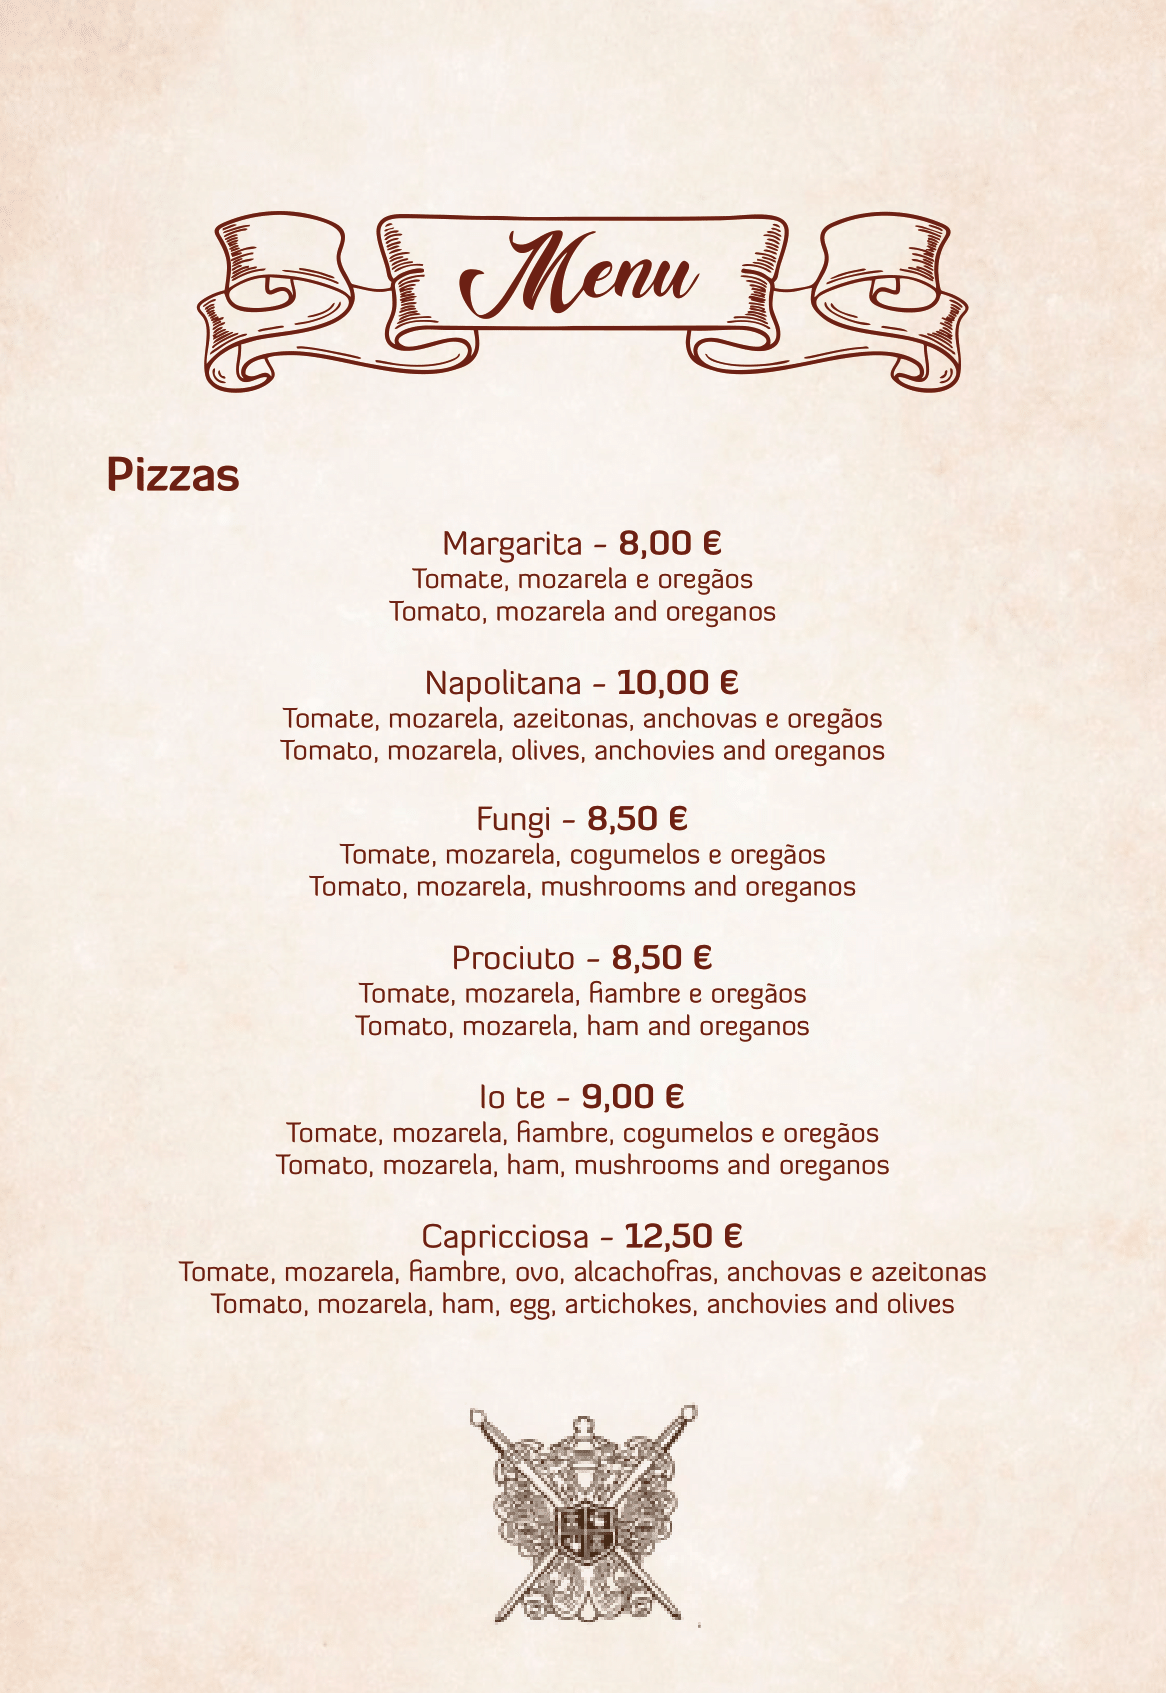 Menu
Pizzas
Margarita - 8,00 €
Tomate, mozarela e oregãos
Tomato, mozarela and oreganos
Napolitana - 10,00 €
Tomate, mozarela, azeitonas, anchovas e oregãos
Tomato, mozarela, olives, anchovies and oreganos
Fungi - 8,50 €
Tomate, mozarela, cogumelos e oregãos
Tomato, mozarela, mushrooms and oreganos
Prociuto - 8,50 €
Tomate, mozarela, fiambre e oregãos
Tomato, mozarela, ham and oreganos
Io te - 9,00 €
Tomate, mozarela, fiambre, cogumelos e oregãos
Tomato, mozarela, ham, mushrooms and oreganos
Capricciosa - 12,50 €
Tomate, mozarela, fiambre, ovo, alcachofras, anchovas e azeitonas
Tomato, mozarela, ham, egg, artichokes, anchovies and olives